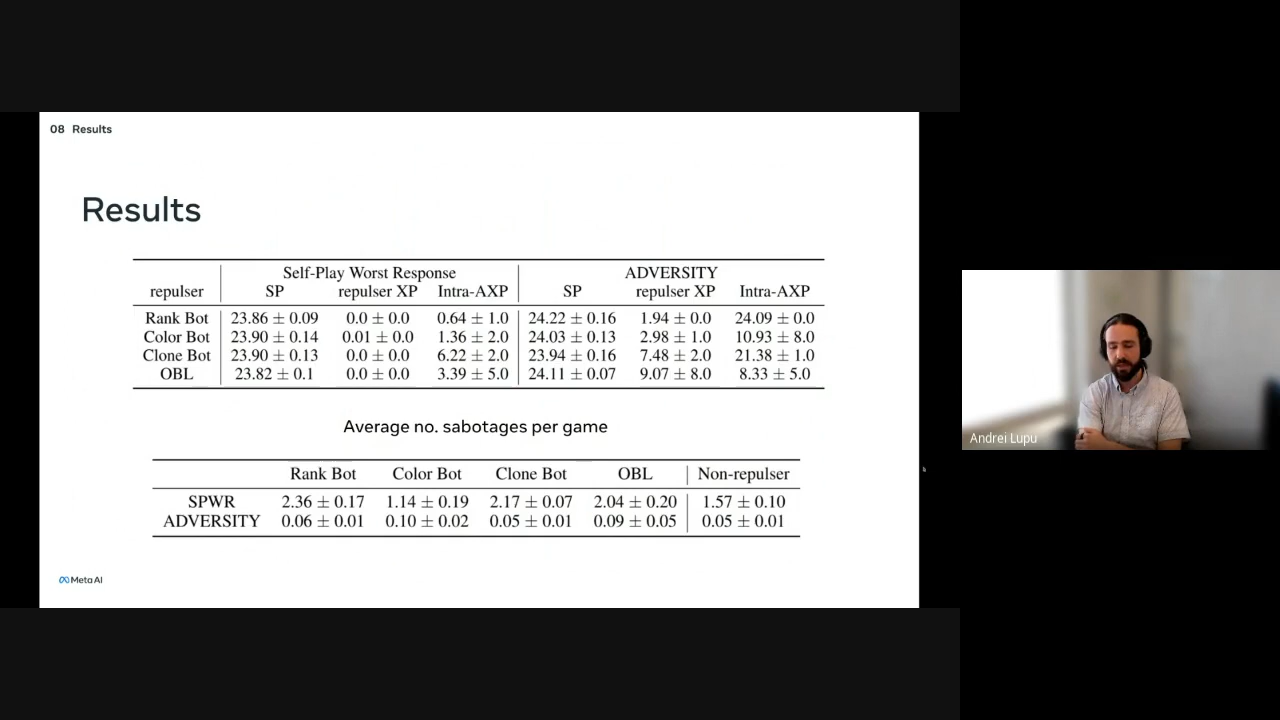 08 Results
Results
Self-Play Worst Response ADVERSITY
repulser SP repulser XP Intra-AXP SP repulser XP Intra-AXP
Rank Bot 23.86 ± 0.09 0.0 ± 0.0 0.64 ± 1.0 24.22 ± 0.16 1.94 ± 0.0 24.09 ± 0.0
Color Bot 23.90 ± 0.14 0.01 ± 0.0 1.36 ± 2.0 24.03 ± 0.13 2.98 ± 1.0 10.93 ± 8.0
Clone Bot 23.90 ± 0.13 0.0 ± 0.0 6.22 ± 2.0 23.94 ± 0.16 7.48 ± 2.0 21.38 ± 1.0
OBL 23.82 ± 0.1 0.0 ± 0.0 3.39 ± 5.0 24.11 ± 0.07 9.07 ± 8.0 8.33 ± 5.0
Average no. sabotages per game
Rank Bot Color Bot Clone Bot OBL Non-repulser
SPWR 2.36 ± 0.17 1.14 ± 0.19 2.17 ± 0.07 2.04 ± 0.20 1.57 ± 0.10
ADVERSITY 0.06 ± 0.01 0.10 ± 0.02 0.05 ± 0.01 0.09 ± 0.05 0.05 ± 0.01
Meta AI
Andrei Lupu